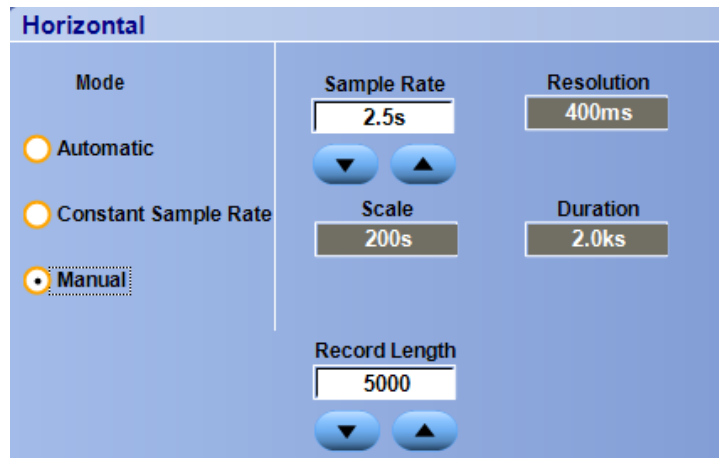 Horizontal
Mode
Automatic
Constant Sample Rate
Manual
Sample Rate
2.5s
Resolution
400ms
Scale
200s
Duration
2.0ks
Record Length
5000